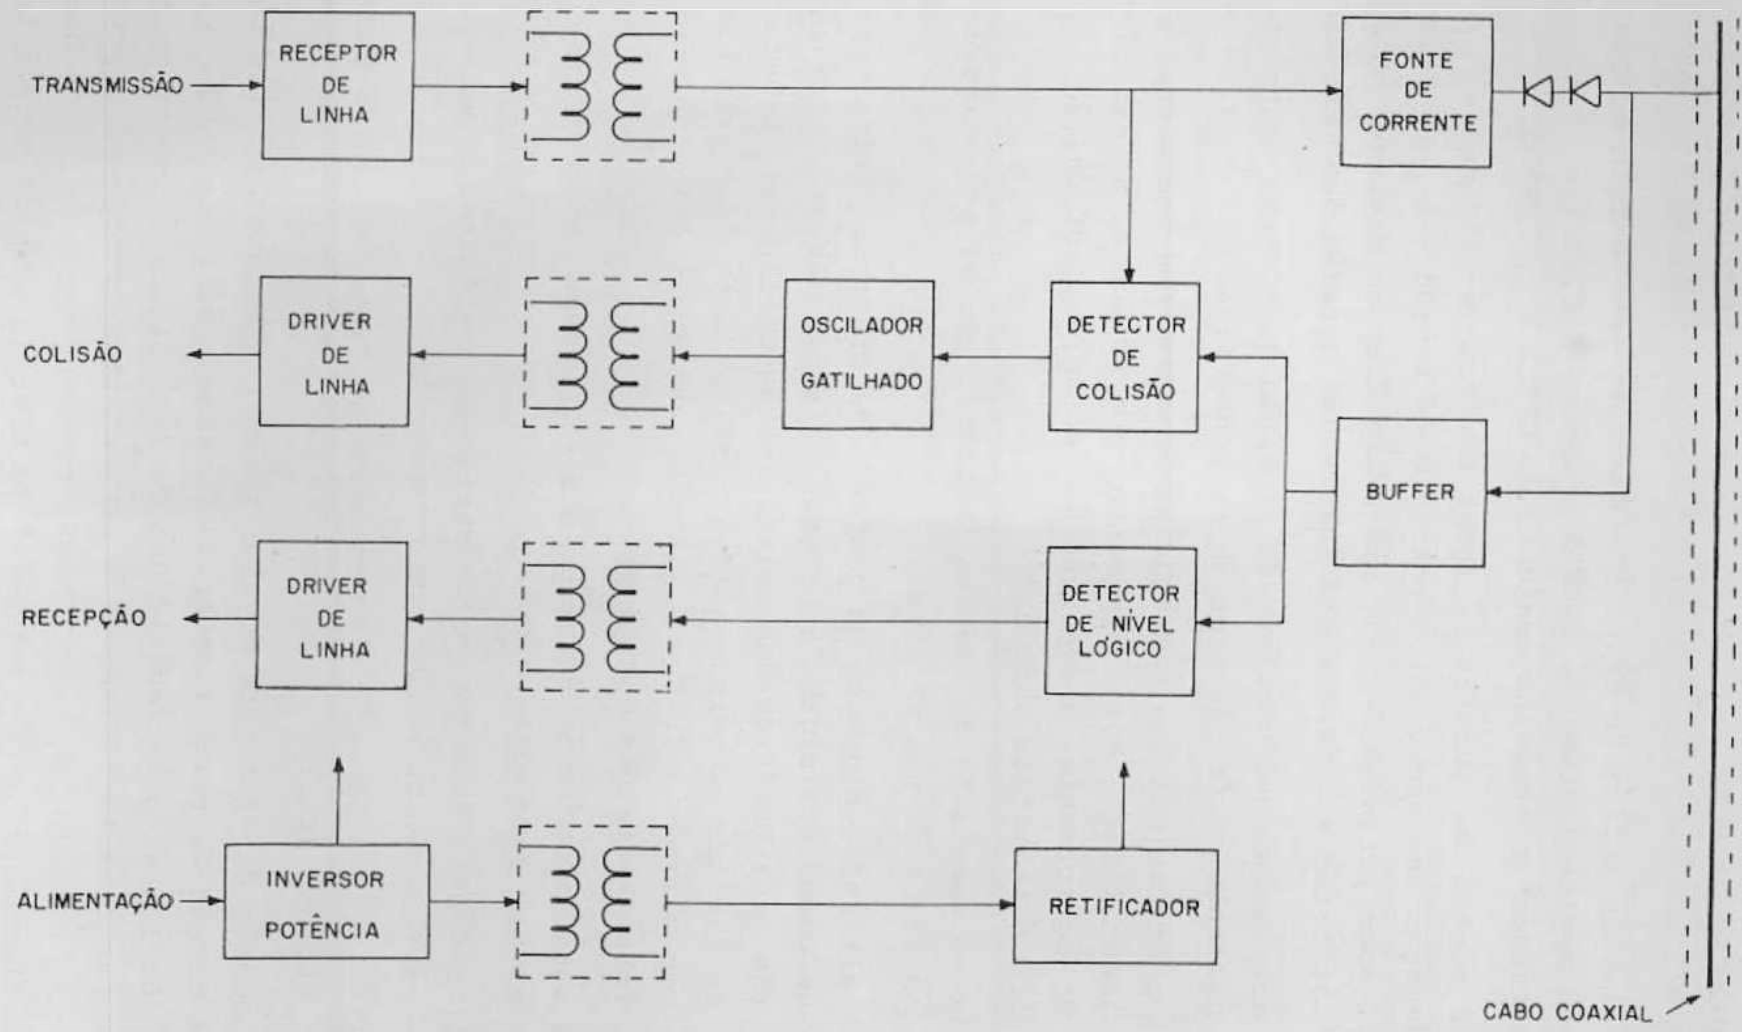 TRANSMISSÃO
RECEPTOR
DE
LINHA
FONTE
DE
CORRENTE
COLISÃO
DRIVER
DE
LINHA
OSCILADOR
GATILHADO
DETECTOR
DE
COLISÃO
BUFFER
RECEPÇÃO
DRIVER
DE
LINHA
DETECTOR
DE NÍVEL
LÓGICO
ALIMENTAÇÃO
INVERSOR
POTÊNCIA
RETIFICADOR
CABO COAXIAL